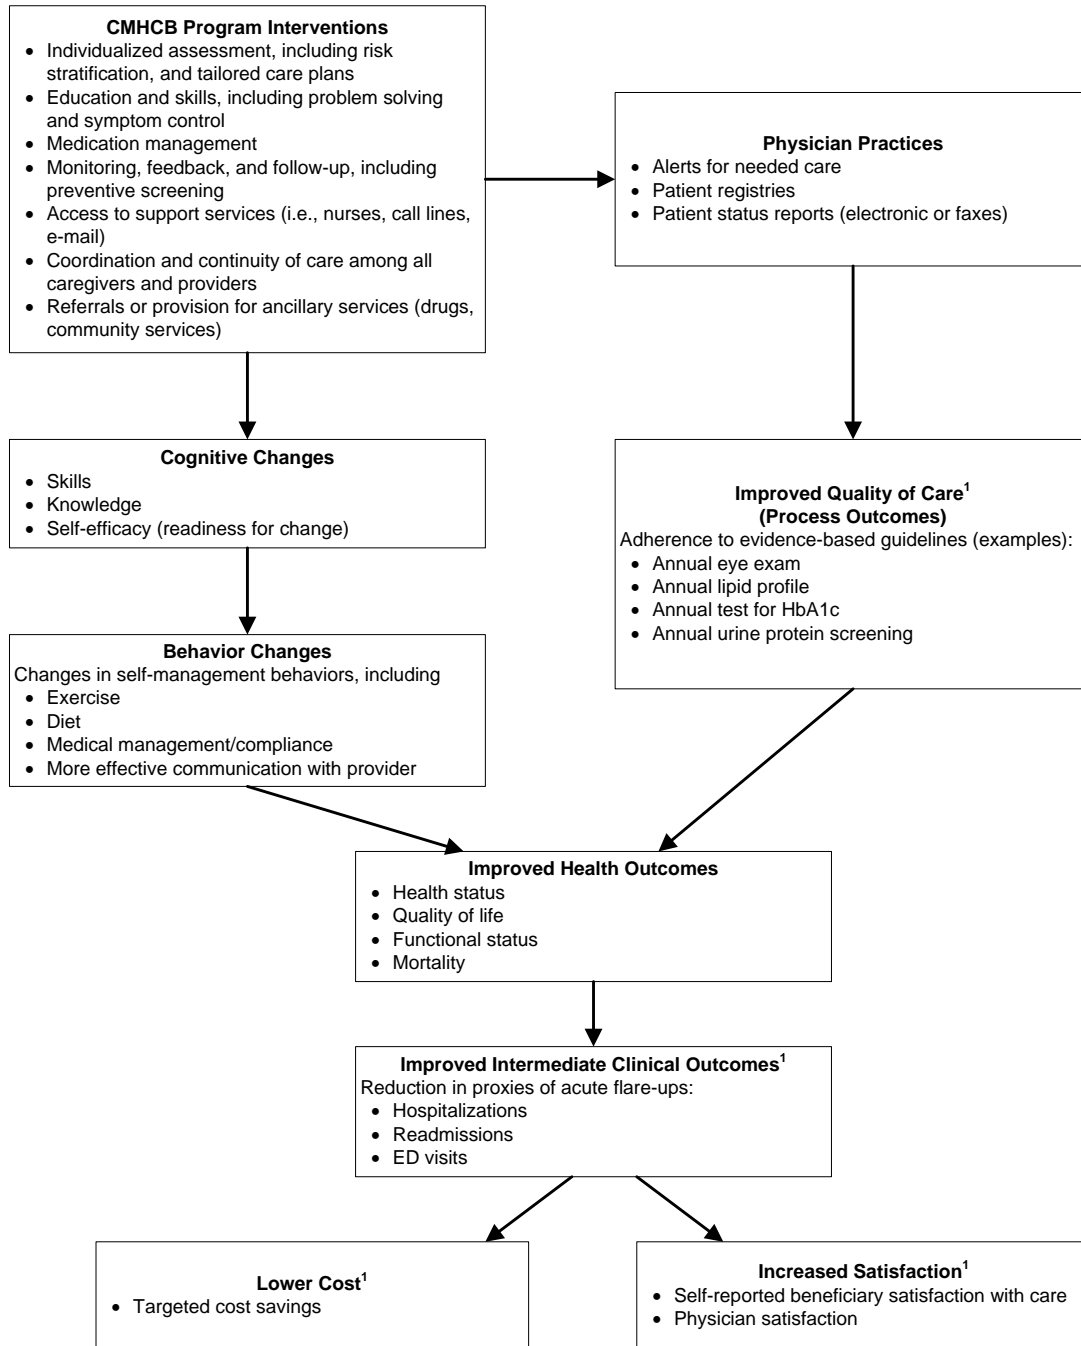 CMHCB Program Interventions
• Individualized assessment, including risk
stratification, and tailored care plans
• Education and skills, including problem solving
and symptom control
• Medication management
• Monitoring, feedback, and follow-up, including
preventive screening
• Access to support services (i.e., nurses, call lines,
e-mail)
• Coordination and continuity of care among all
caregivers and providers
• Referrals or provision for ancillary services (drugs,
community services)
Physician Practices
• Alerts for needed care
• Patient registries
• Patient status reports (electronic or faxes)
Cognitive Changes
• Skills
• Knowledge
• Self-efficacy (readiness for change)
Improved Quality of Care1
(Process Outcomes)
Adherence to evidence-based guidelines (examples):
• Annual eye exam
• Annual lipid profile
• Annual test for HbA1c
• Annual urine protein screening
Behavior Changes
Changes in self-management behaviors, including
• Exercise
• Diet
• Medical management/compliance
• More effective communication with provider
Improved Health Outcomes
• Health status
• Quality of life
• Functional status
• Mortality
Improved Intermediate Clinical Outcomes1
Reduction in proxies of acute flare-ups:
• Hospitalizations
• Readmissions
• ED visits
Lower Cost1
• Targeted cost savings
Increased Satisfaction1
• Self-reported beneficiary satisfaction with care
• Physician satisfaction